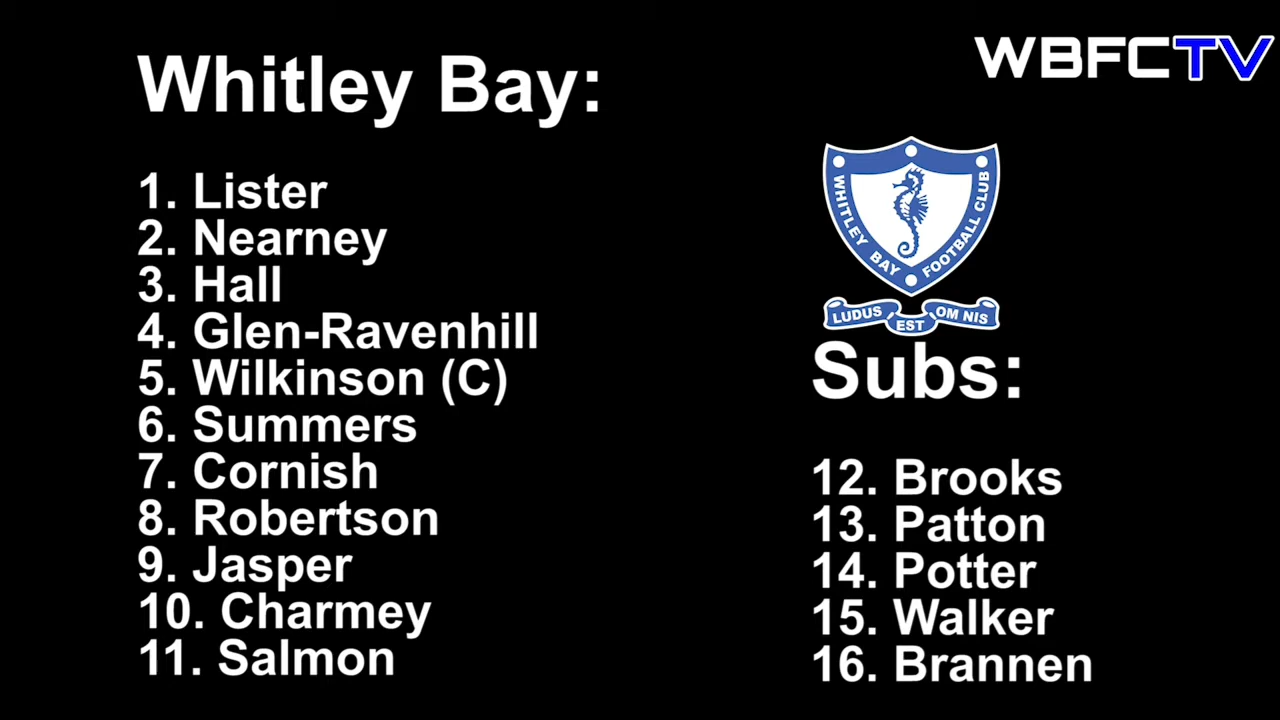 WBFCTV
Whitley Bay:
1. Lister
2. Nearney
3. Hall
4. Glen-Ravenhill
5. Wilkinson (C)
6. Summers
7. Cornish
8. Robertson
9. Jasper
10. Charmey
11. Salmon
WHITLEY BAY FOOTBALL CLUB
LUDUS EST OM NIS
Subs:
12. Brooks
13. Patton
14. Potter
15. Walker
16. Brannen